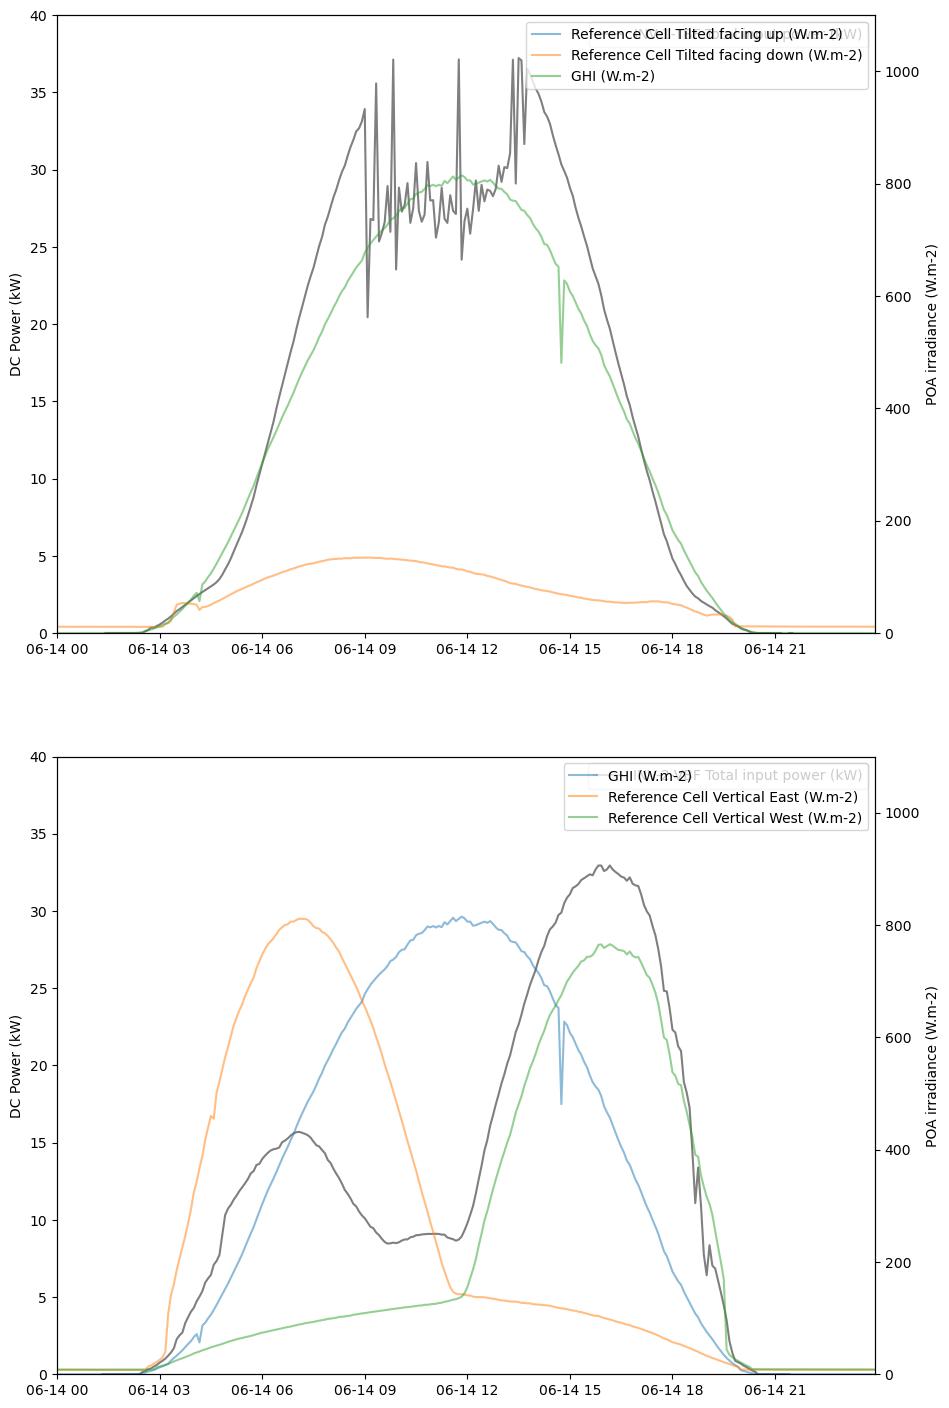 40
35
30
25
20
15
10
5
0
DC Power (kW)
Reference Cell Tilted facing up (W.m-2)
Reference Cell Tilted facing down (W.m-2)
GHI (W.m-2)
1000
800
600
400
200
0
POA irradiance (W.m-2)
06-14 00 06-14 03 06-14 06 06-14 09 06-14 12 06-14 15 06-14 18 06-14 21
40
35
30
25
20
15
10
5
0
DC Power (kW)
GHI (W.m-2)
Total input power (kW)
Reference Cell Vertical East (W.m-2)
Reference Cell Vertical West (W.m-2)
1000
800
600
400
200
0
POA irradiance (W.m-2)
06-14 00 06-14 03 06-14 06 06-14 09 06-14 12 06-14 15 06-14 18 06-14 21